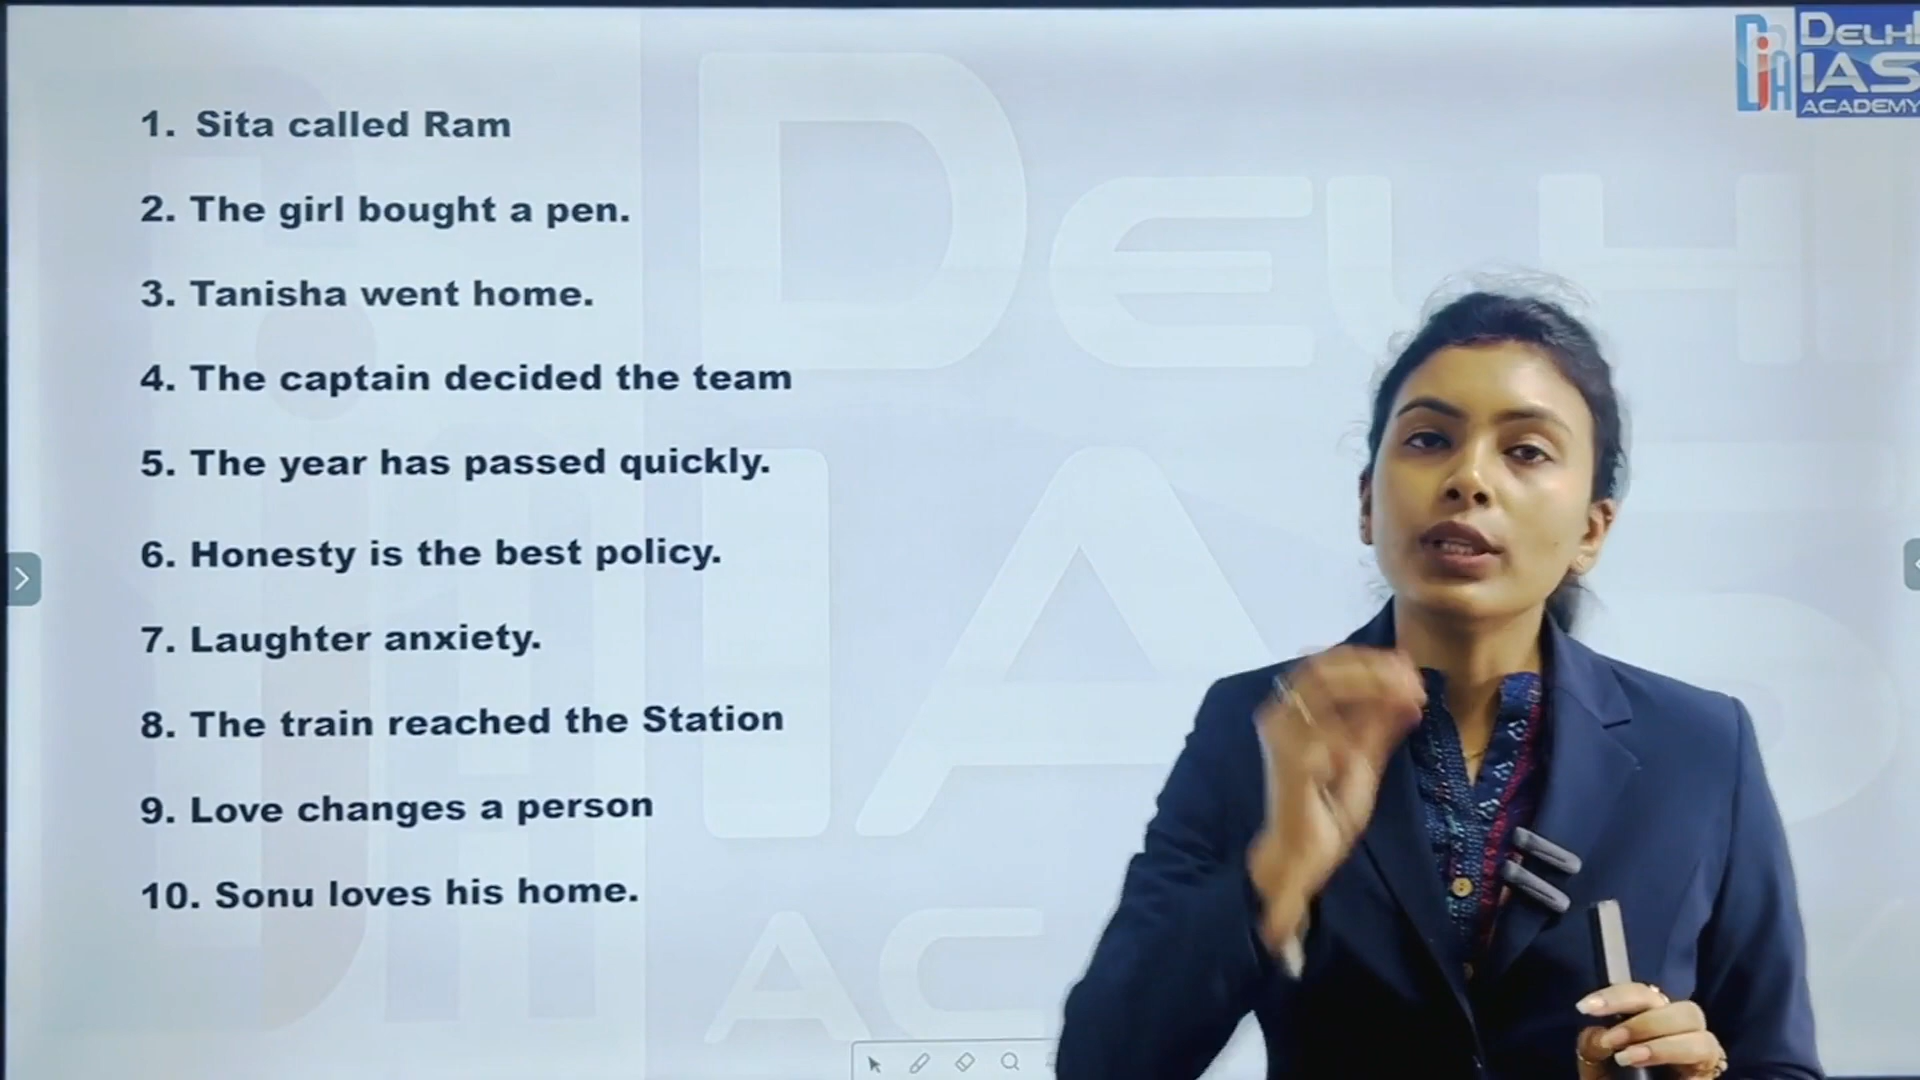 DELHI
IAS
ACADEMY
1. Sita called Ram
2. The girl bought a pen.
3. Tanisha went home.
4. The captain decided the team
5. The year has passed quickly.
6. Honesty is the best policy.
7. Laughter anxiety.
8. The train reached the Station
9. Love changes a person
10. Sonu loves his home.